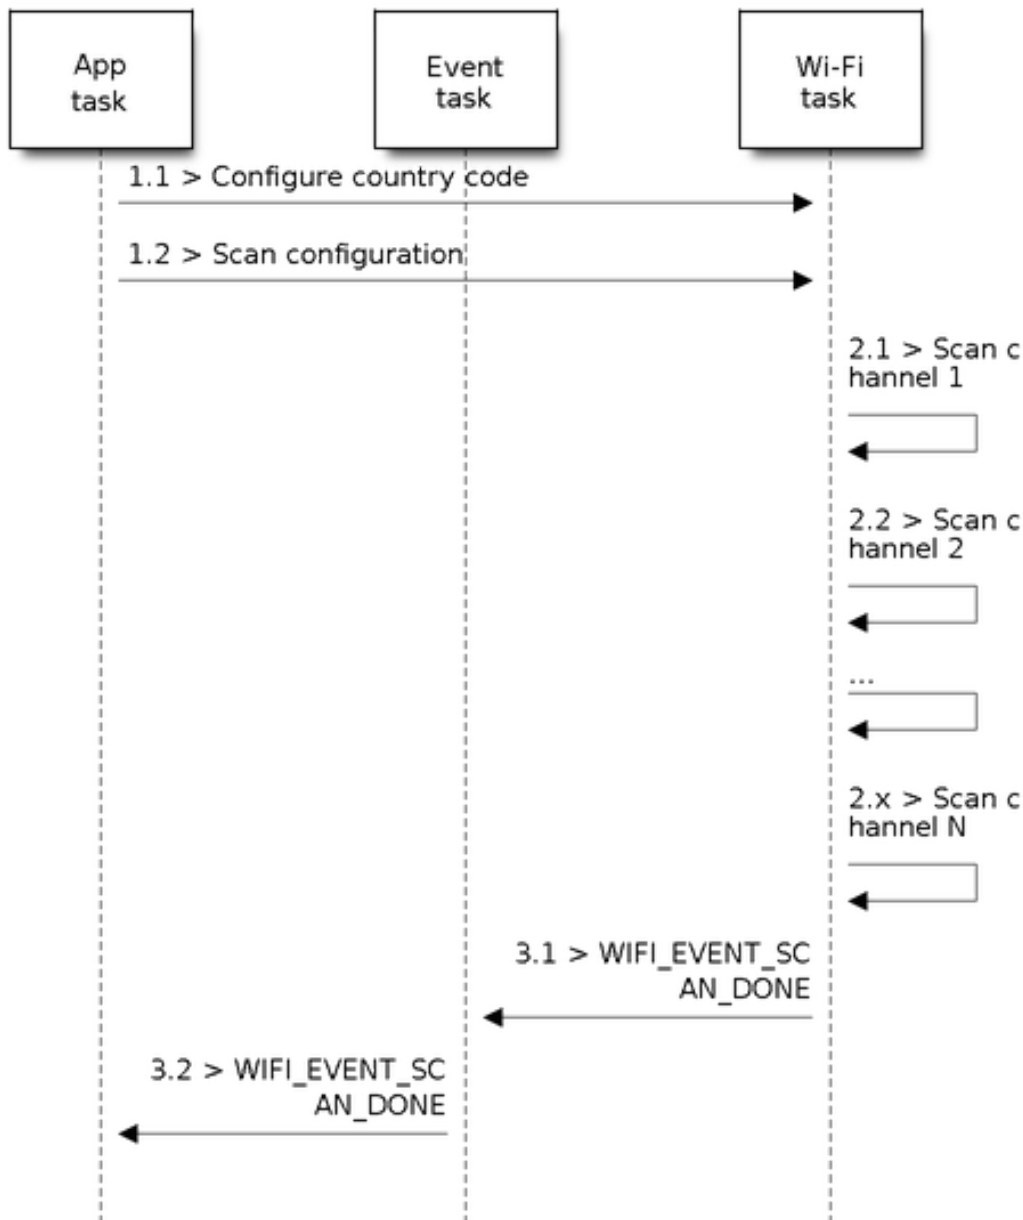 App
task
Event
task
Wi-Fi
task
1.1 > Configure country code
1.2 > Scan configuration
2.1 > Scan c
hannel 1
2.2 > Scan c
hannel 2
...
2.x > Scan c
hannel N
3.1 > WIFI_EVENT_SC
AN_DONE
3.2 > WIFI_EVENT_SC
AN_DONE